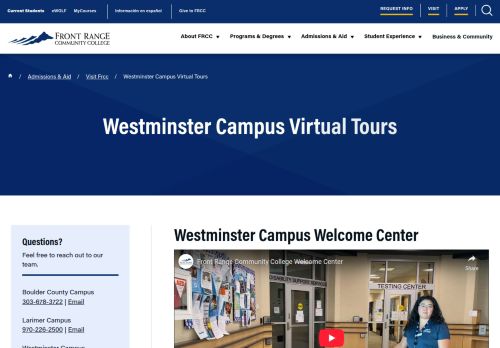 Current Students eWOLF MyCourses Información en español Give to FRCC REQUEST INFO VISIT APPLY
FRONT RANGE
COMMUNITY COLLEGE
About FRCC Programs & Degrees Admissions & Aid Student Experience Business & Community
/ Admissions & Aid / Visit Frcc / Westminster Campus Virtual Tours
Westminster Campus Virtual Tours
Questions?
Feel free to reach out to our
team.
Boulder County Campus
303-678-3722 | Email
Larimer Campus
970-226-2500 | Email
Westminster Campus
Westminster Campus Welcome Center
Front Range Community College Welcome Center
Share
DISABILITY SUPPORT SERVICES
TESTING CENTER